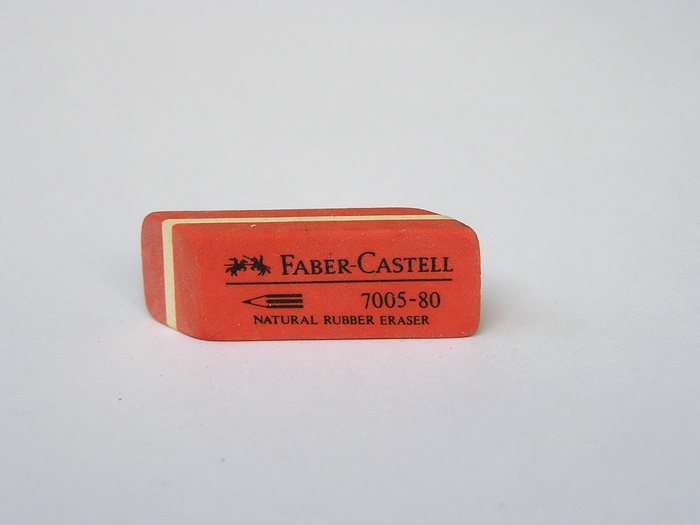 FABER-CASTELL
7005-80
NATURAL RUBBER ERASER